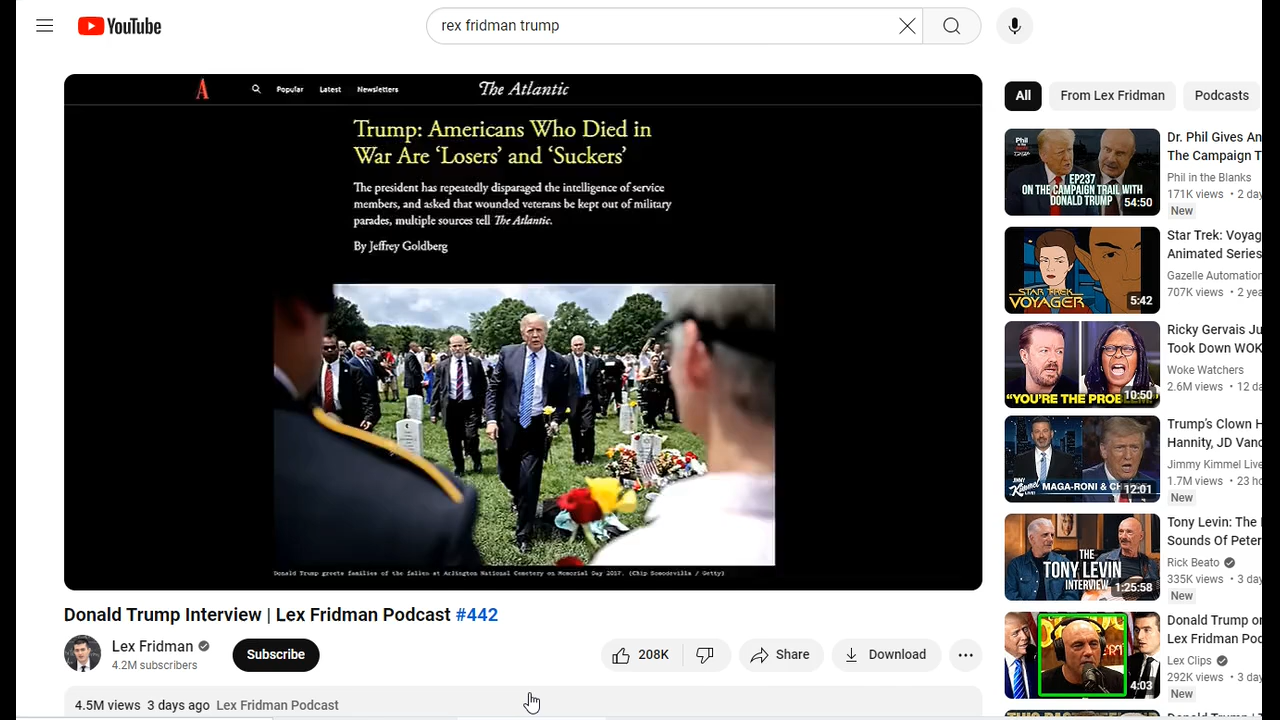 YouTube
rex fridman trump
A
Popular
Latest
Newsletters
The Atlantic
Trump: Americans Who Died in
War Are ‘Losers’ and ‘Suckers’
The president has repeatedly disparaged the intelligence of service
members, and asked that wounded veterans be kept out of military
parades, multiple sources tell The Atlantic.
By Jeffrey Goldberg
Donald Trump greets families of the fallen at Arlington National Cemetery on Memorial Day 2017. (Chip Somodevilla / Getty)
Donald Trump Interview | Lex Fridman Podcast #442
Lex Fridman
4.2M subscribers
Subscribe
208K
Share
Download
4.5M views 3 days ago Lex Fridman Podcast
All
From Lex Fridman
Podcasts
Phil
EP237
ON THE CAMPAIGN TRAIL WITH
DONALD TRUMP
54:50
Dr. Phil Gives An
The Campaign T
Phil in the Blanks
171K views • 2 day
New
STAR TREK
VOYAGER
5:42
Star Trek: Voyag
Animated Series
Gazelle Automation
707K views • 2 yea
"YOU'RE THE PROBLEM
10:50
Ricky Gervais Ju
Took Down WOK
Woke Watchers
2.6M views • 12 da
JIMMY
Kimmel
LIVE!
MAGA-RONI & CH
12:01
Trump's Clown H
Hannity, JD Vanc
Jimmy Kimmel Live
1.7M views • 23 ho
New
THE
TONY LEVIN
INTERVIEW
1:25:58
Tony Levin: The
Sounds Of Peter
Rick Beato
335K views • 3 day
New
4:03
Donald Trump on
Lex Fridman Poc
Lex Clips
292K views • 3 day
New